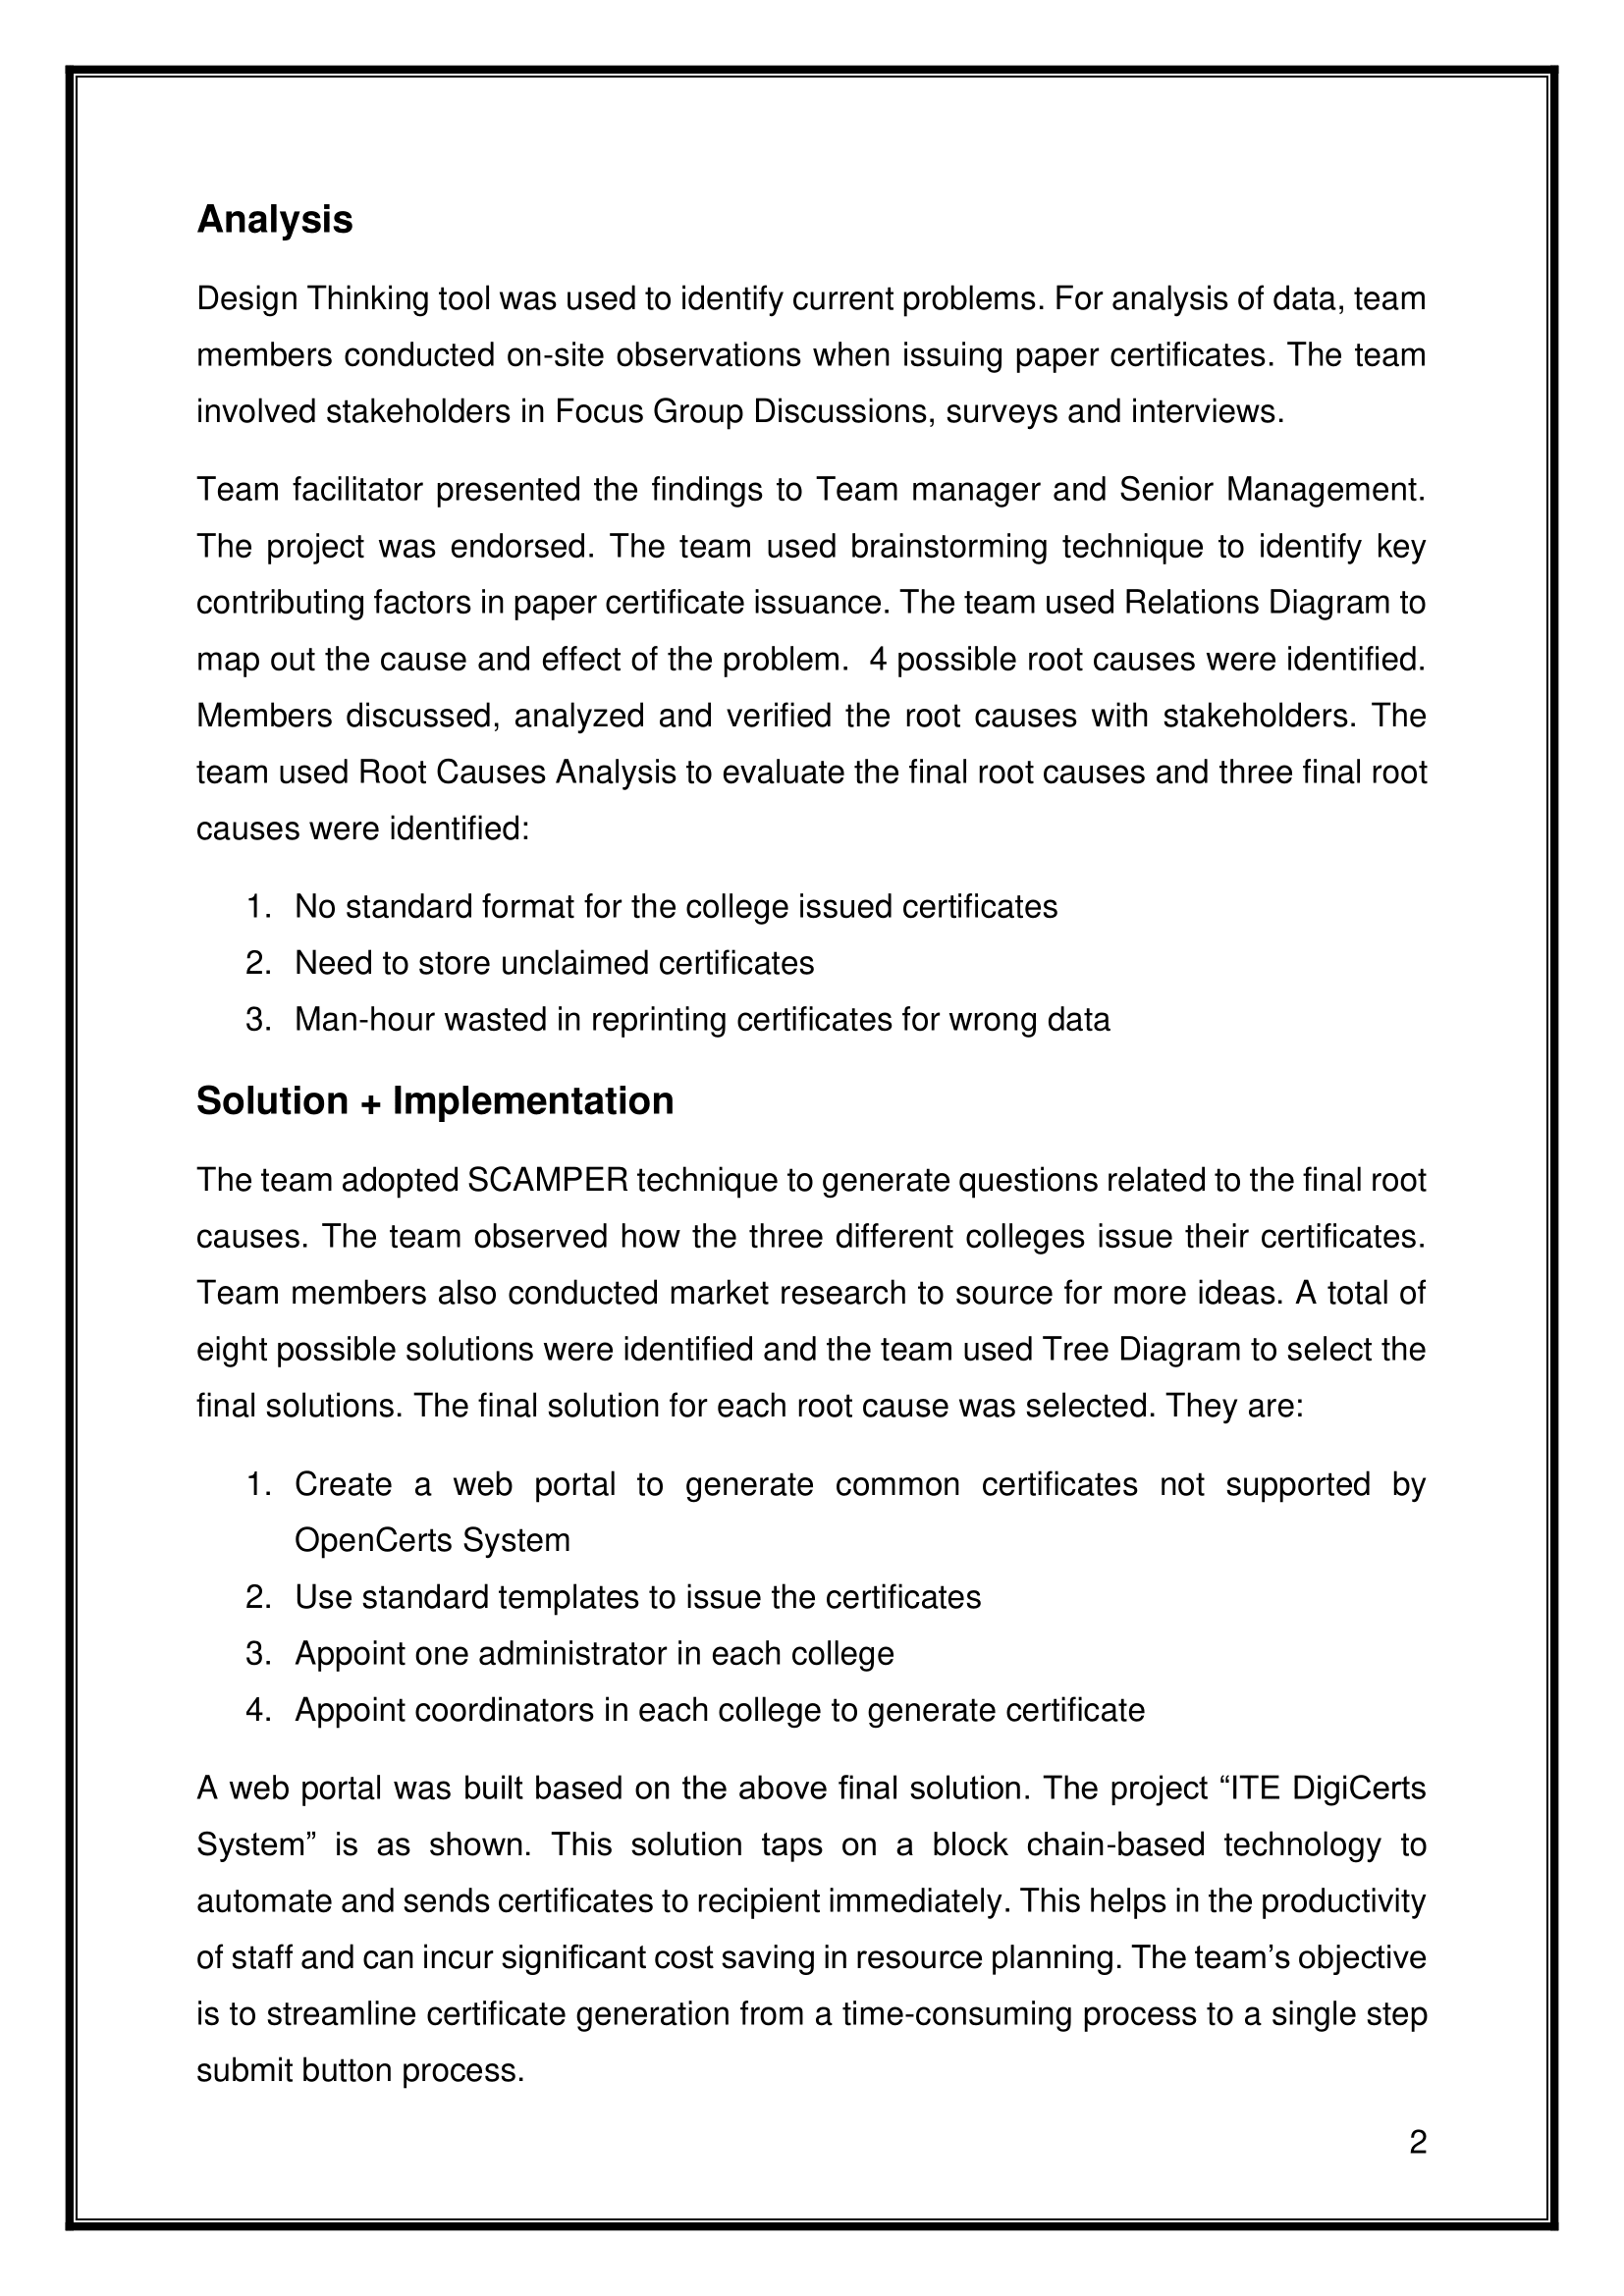 Analysis
Design Thinking tool was used to identify current problems. For analysis of data, team
members conducted on-site observations when issuing paper certificates. The team
involved stakeholders in Focus Group Discussions, surveys and interviews.
Team facilitator presented the findings to Team manager and Senior Management.
The project was endorsed. The team used brainstorming technique to identify key
contributing factors in paper certificate issuance. The team used Relations Diagram to
map out the cause and effect of the problem.  4 possible root causes were identified.
Members discussed, analyzed and verified the root causes with stakeholders. The
team used Root Causes Analysis to evaluate the final root causes and three final root
causes were identified:
1. No standard format for the college issued certificates
2. Need to store unclaimed certificates
3. Man-hour wasted in reprinting certificates for wrong data
Solution + Implementation
The team adopted SCAMPER technique to generate questions related to the final root
causes. The team observed how the three different colleges issue their certificates.
Team members also conducted market research to source for more ideas. A total of
eight possible solutions were identified and the team used Tree Diagram to select the
final solutions. The final solution for each root cause was selected. They are:
1. Create a web portal to generate common certificates not supported by
OpenCerts System
2. Use standard templates to issue the certificates
3. Appoint one administrator in each college
4. Appoint coordinators in each college to generate certificate
A web portal was built based on the above final solution. The project “ITE DigiCerts
System” is as shown. This solution taps on a block chain-based technology to
automate and sends certificates to recipient immediately. This helps in the productivity
of staff and can incur significant cost saving in resource planning. The team’s objective
is to streamline certificate generation from a time-consuming process to a single step
submit button process.
2